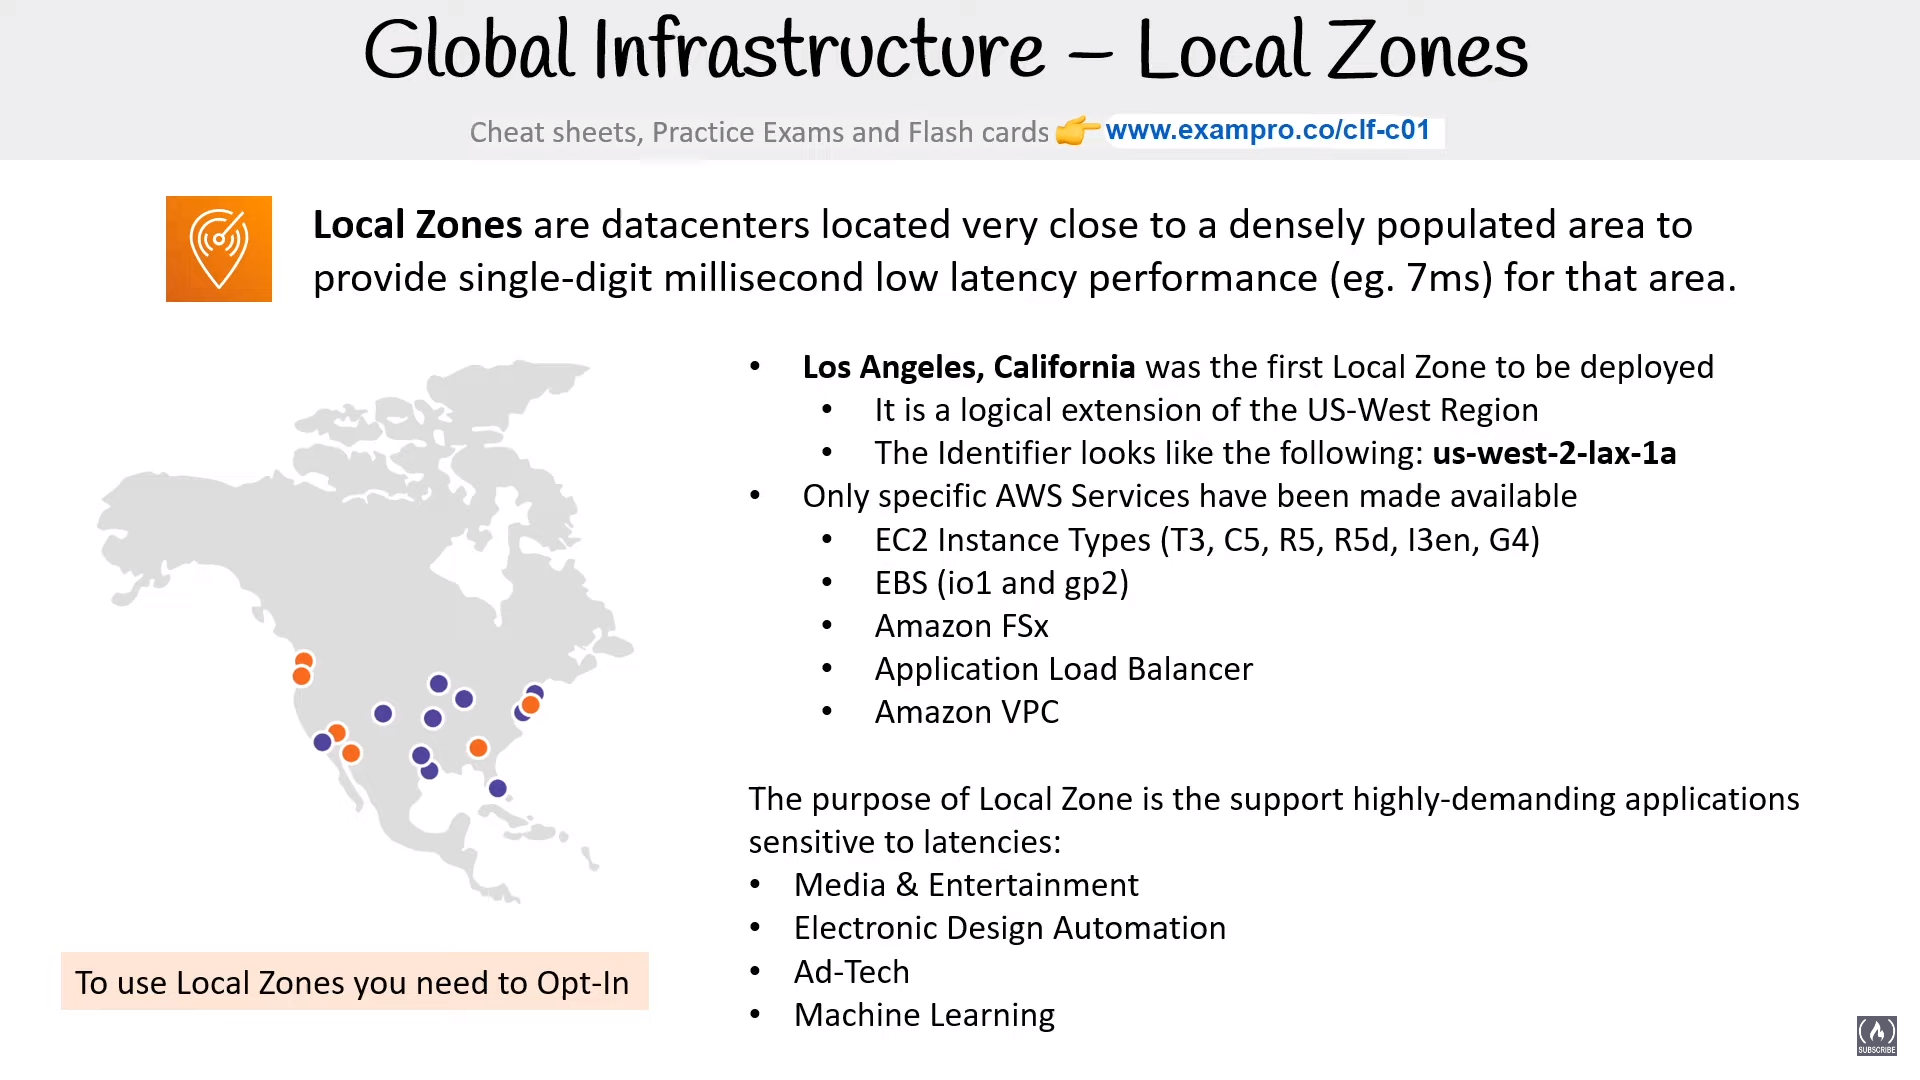 Global Infrastructure – Local Zones
Cheat sheets, Practice Exams and Flash cards 👉 www.exampro.co/clf-c01
Local Zones are datacenters located very close to a densely populated area to
provide single-digit millisecond low latency performance (eg. 7ms) for that area.
• Los Angeles, California was the first Local Zone to be deployed
• It is a logical extension of the US-West Region
• The Identifier looks like the following: us-west-2-lax-1a
• Only specific AWS Services have been made available
• EC2 Instance Types (T3, C5, R5, R5d, I3en, G4)
• EBS (io1 and gp2)
• Amazon FSx
• Application Load Balancer
• Amazon VPC
The purpose of Local Zone is the support highly-demanding applications
sensitive to latencies:
• Media & Entertainment
• Electronic Design Automation
• Ad-Tech
• Machine Learning
To use Local Zones you need to Opt-In
SUBSCRIBE